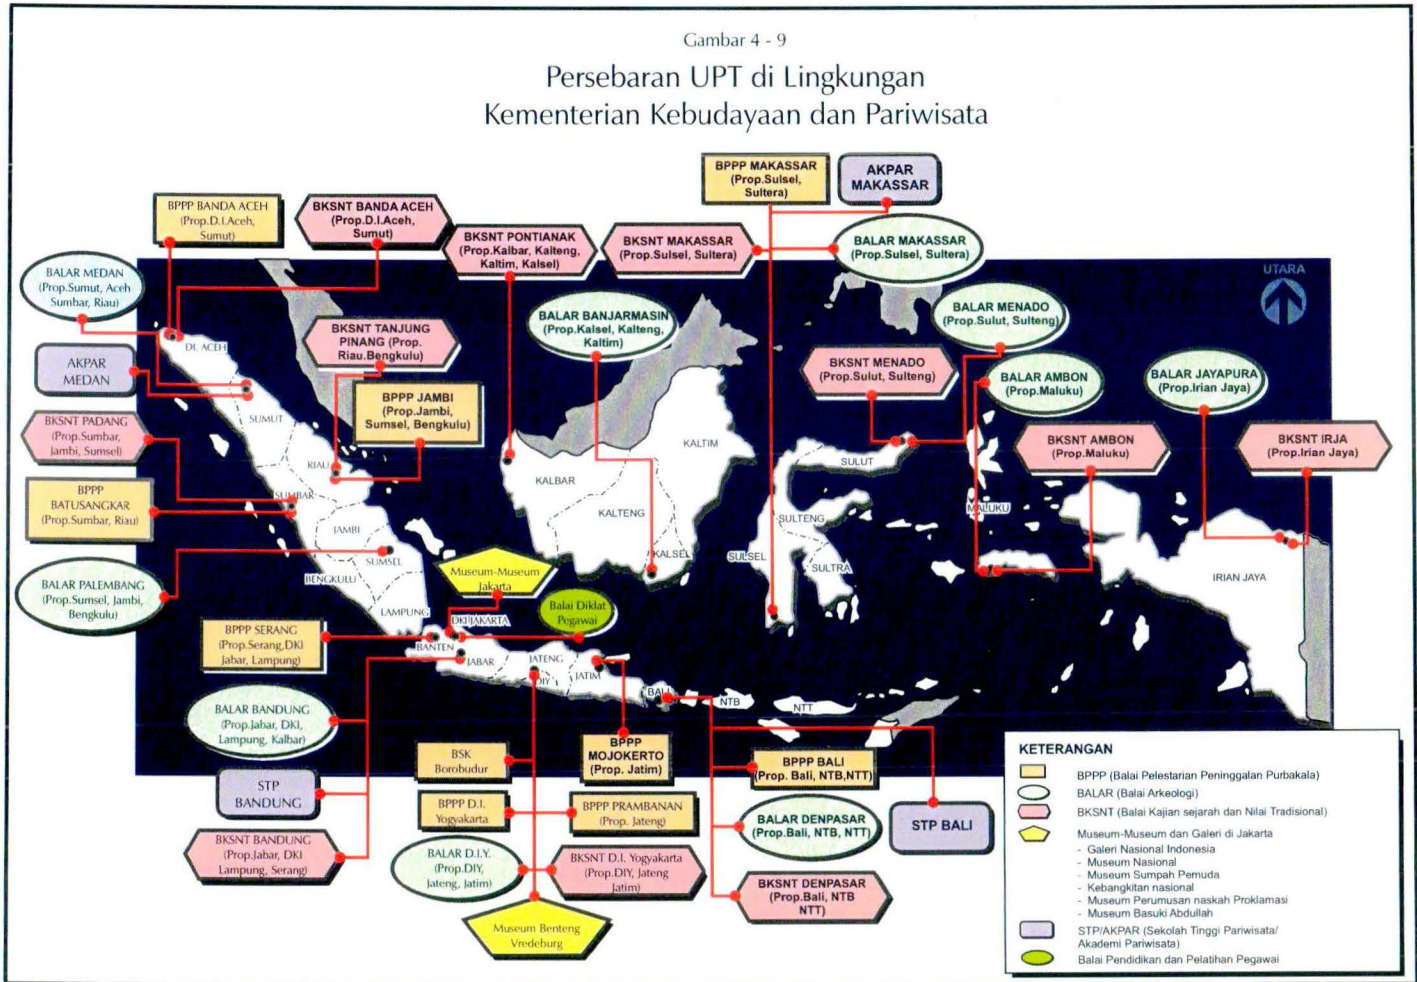 Gambar 4 - 9
Persebaran UPT di Lingkungan
Kementerian Kebudayaan dan Pariwisata
BPPP MAKASSAR
(Prop.Sulsel,
Sultera)
AKPAR
MAKASSAR
BPPP BANDA ACEH
(Prop.D.I.Aceh,
Sumut)
BKSNT BANDA ACEH
(Prop.D.I.Aceh,
Sumut)
BKSNT PONTIANAK
(Prop.Kalbar, Kalteng,
Kaltim, Kalsel)
BKSNT MAKASSAR
(Prop.Sulsel, Sultera)
BALAR MAKASSAR
(Prop.Sulsel, Sultera)
UTARA
BALAR MEDAN
(Prop.Sumut, Aceh
Sumbar, Riau)
BALAR BANJARMASIN
(Prop.Kalsel, Kalteng,
Kaltim)
BALAR MENADO
(Prop.Sulut, Sulteng)
BKSNT TANJUNG
PINANG (Prop.
Riau.Bengkulu)
BKSNT MENADO
(Prop.Sulut, Sulteng)
BALAR AMBON
(Prop.Maluku)
BALAR JAYAPURA
(Prop.Irian Jaya)
AKPAR
MEDAN
BPPP JAMBI
(Prop.Jambi,
Sumsel, Bengkulu)
BKSNT PADANG
(Prop.Sumbar,
Jambi, Sumsel)
BKSNT AMBON
(Prop.Maluku)
BKSNT IRJA
(Prop.Irian Jaya)
BPPP
BATUSANGKAR
(Prop.Sumbar, Riau)
BALAR PALEMBANG
(Prop.Sumsel, Jambi,
Bengkulu)
DI. ACEH
SUMUT
RIAU
SUMBAR
JAMBI
SUMSEL
BENGKULU
LAMPUNG
KALBAR
KALTENG
KALTIM
KALSEL
SULUT
SULTENG
SULSEL
SULTRA
MALUKU
IRIAN JAYA
Museum-Museum
Jakarta
Balai Diklat
Pegawai
DKI JAKARTA
BANTEN
JABAR
JATENG
DIY
JATIM
BALI
NTB
NTT
BPPP SERANG
(Prop.Serang,DKI
Jabar, Lampung)
BALAR BANDUNG
(Prop.Jabar, DKI,
Lampung, Kalbar)
STP
BANDUNG
BKSNT BANDUNG
(Prop.Jabar, DKI
Lampung, Serang)
BSK
Borobudur
BPPP D.I.
Yogyakarta
BALAR D.I.Y.
(Prop.DIY,
Jateng, Jatim)
BPPP
MOJOKERTO
(Prop. Jatim)
BPPP PRAMBANAN
(Prop. Jateng)
BKSNT D.I. Yogyakarta
(Prop.DIY, Jateng
Jatim)
Museum Benteng
Vredeburg
BPPP BALI
(Prop. Bali, NTB,NTT)
BALAR DENPASAR
(Prop.Bali, NTB, NTT)
BKSNT DENPASAR
(Prop.Bali, NTB
NTT)
STP BALI
KETERANGAN
BPPP (Balai Pelestarian Peninggalan Purbakala)
BALAR (Balai Arkeologi)
BKSNT (Balai Kajian sejarah dan Nilai Tradisional)
Museum-Museum dan Galeri di Jakarta
- Galeri Nasional Indonesia
- Museum Nasional
- Museum Sumpah Pemuda
- Kebangkitan nasional
- Museum Perumusan naskah Proklamasi
- Museum Basuki Abdullah
STP/AKPAR (Sekolah Tinggi Pariwisata/
Akademi Pariwisata)
Balai Pendidikan dan Pelatihan Pegawai